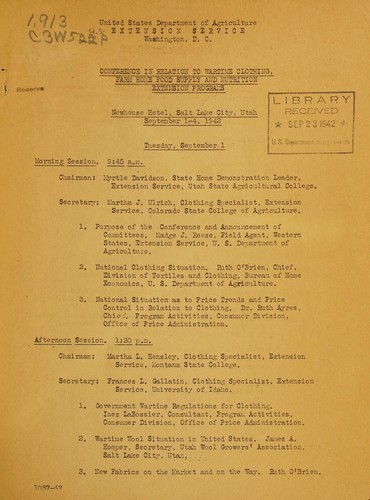 1.913
C3W522p
United States Department of Agriculture
EXTENSION SERVICE
Washington, D. C.
Reserve
CONFERENCE IN RELATION TO WARTIME CLOTHING,
FARM HOME FOOD SUPPLY AND NUTRITION
EXTENSION PROGRAM
LIBRARY
RECEIVED
★ SEP 23 1942 ★
U. S. Department of Agriculture
Newhouse Hotel, Salt Lake City, Utah
September 1-4, 1942
Tuesday, September 1
Morning Session. 9:45 a.m.
Chairman: Myrtle Davidson, State Home Demonstration Leader,
Extension Service, Utah State Agricultural College.
Secretary: Martha J. Ulrich, Clothing Specialist, Extension
Service, Colorado State College of Agriculture.
1. Purpose of the Conference and Announcement of
Committees. Madge J. Reese, Field Agent, Western
States, Extension Service, U. S. Department of
Agriculture.
2. National Clothing Situation. Ruth O'Brien, Chief,
Division of Textiles and Clothing, Bureau of Home
Economics, U. S. Department of Agriculture.
3. National Situation as to Price Trends and Price
Control in Relation to Clothing. Dr. Ruth Ayres,
Chief, Program Activities, Consumer Division,
Office of Price Administration.
Afternoon Session. 1:30 p.m.
Chairman: Martha L. Hensley, Clothing Specialist, Extension
Service, Montana State College.
Secretary: Frances L. Gallatin, Clothing Specialist, Extension
Service, University of Idaho.
1. Government Wartime Regulations for Clothing,
Inez LaBossier, Consultant, Program Activities,
Consumer Division, Office of Price Administration.
2. Wartime Wool Situation in United States. James A.
Hooper, Secretary, Utah Wool Growers' Association,
Salt Lake City, Utah.
3. New Fabrics on the Market and on the Way. Ruth O'Brien.
1087-42